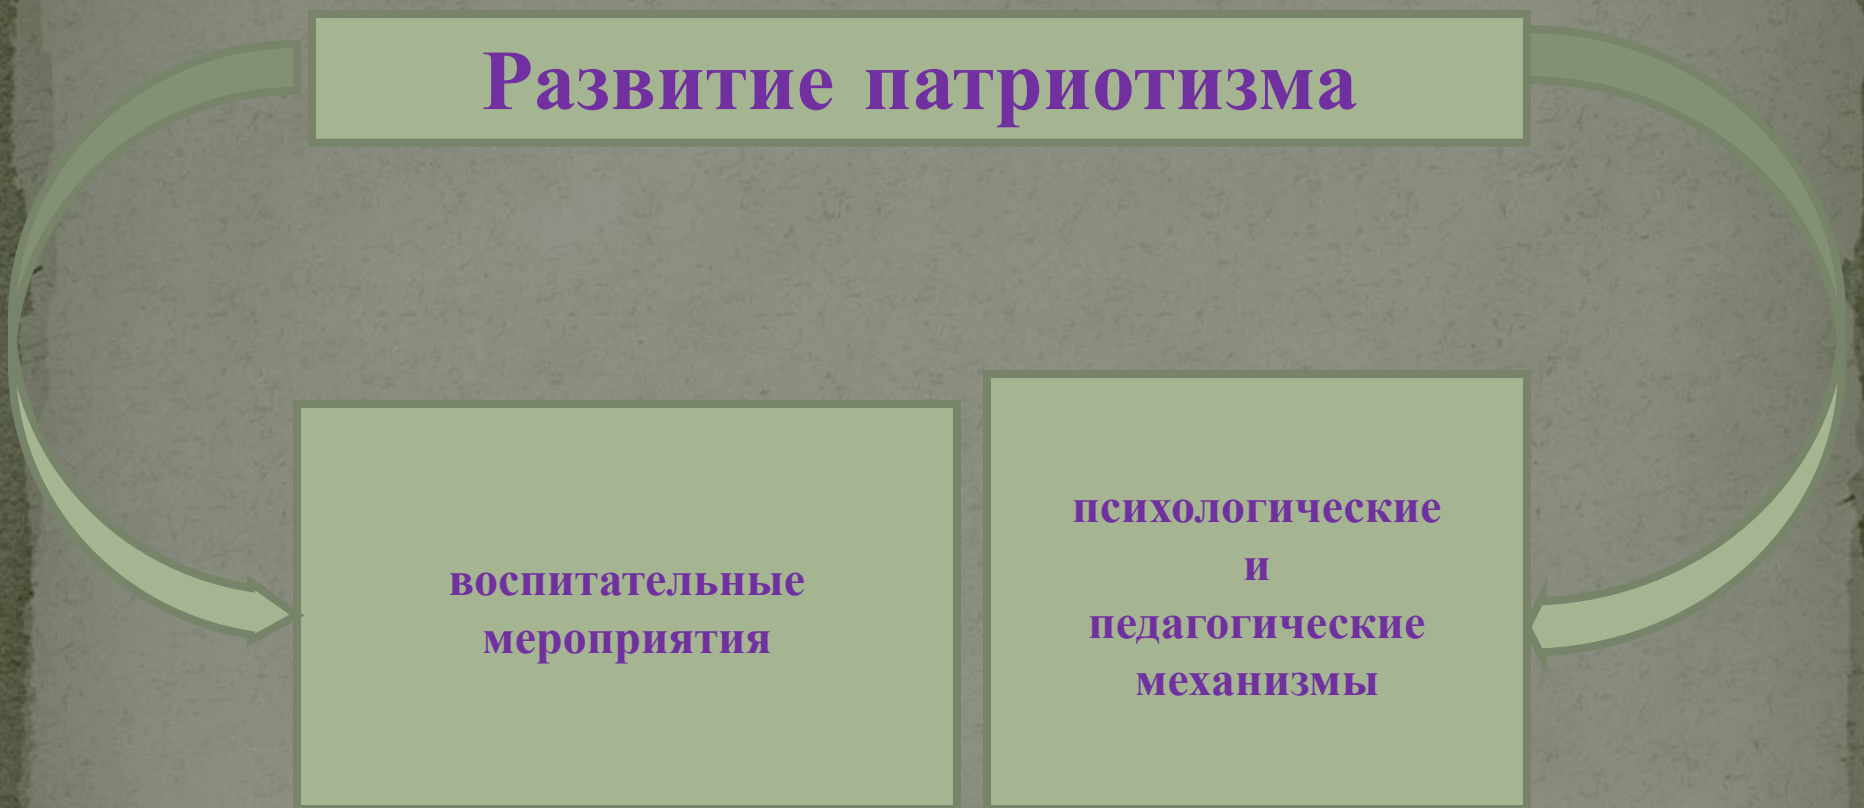 Развитие патриотизма
воспитательные
мероприятия
психологические
и
педагогические
механизмы